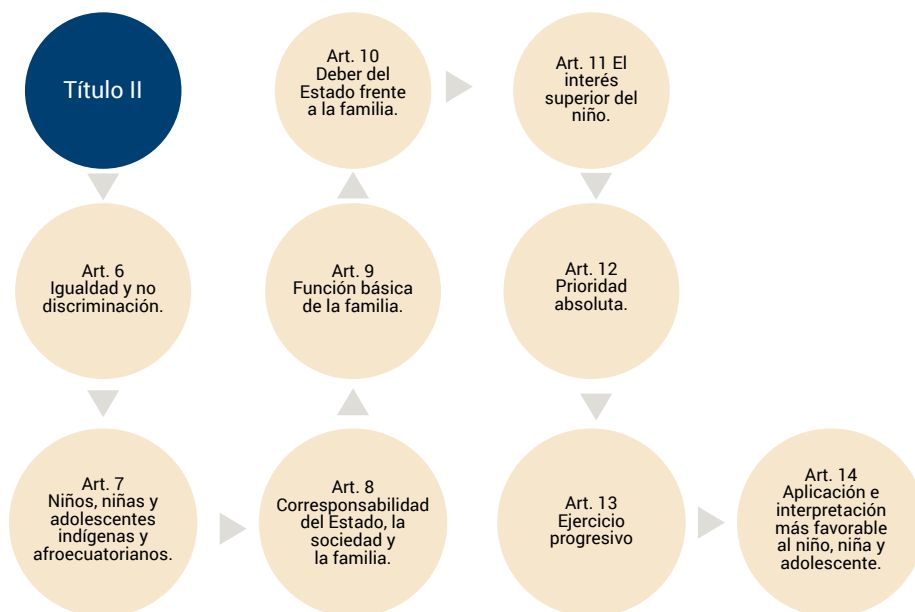 Título II
Art. 6
Igualdad y no
discriminación.
Art. 7
Niños, niñas y
adolescentes
indígenas y
afroecuatorianos.
Art. 8
Corresponsabilidad
del Estado, la
sociedad y
la familia.
Art. 9
Función básica
de la familia.
Art. 10
Deber del
Estado frente
a la familia.
Art. 11 El
interés
superior del
niño.
Art. 12
Prioridad
absoluta.
Art. 13
Ejercicio
progresivo
Art. 14
Aplicación e
interpretación
más favorable
al niño, niña y
adolescente.